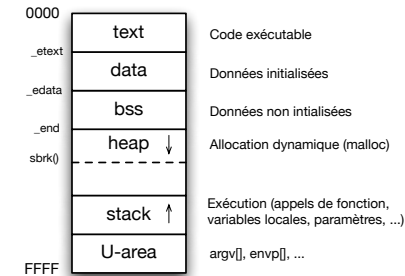 0000
text Code exécutable
_etext
data Données initialisées
_edata
bss Données non intialisées
_end
heap Allocation dynamique (malloc)
sbrk()
Exécution (appels de fonction,
stack variables locales, paramètres, ...)
U-area argv[], envp[], ...
FFFF